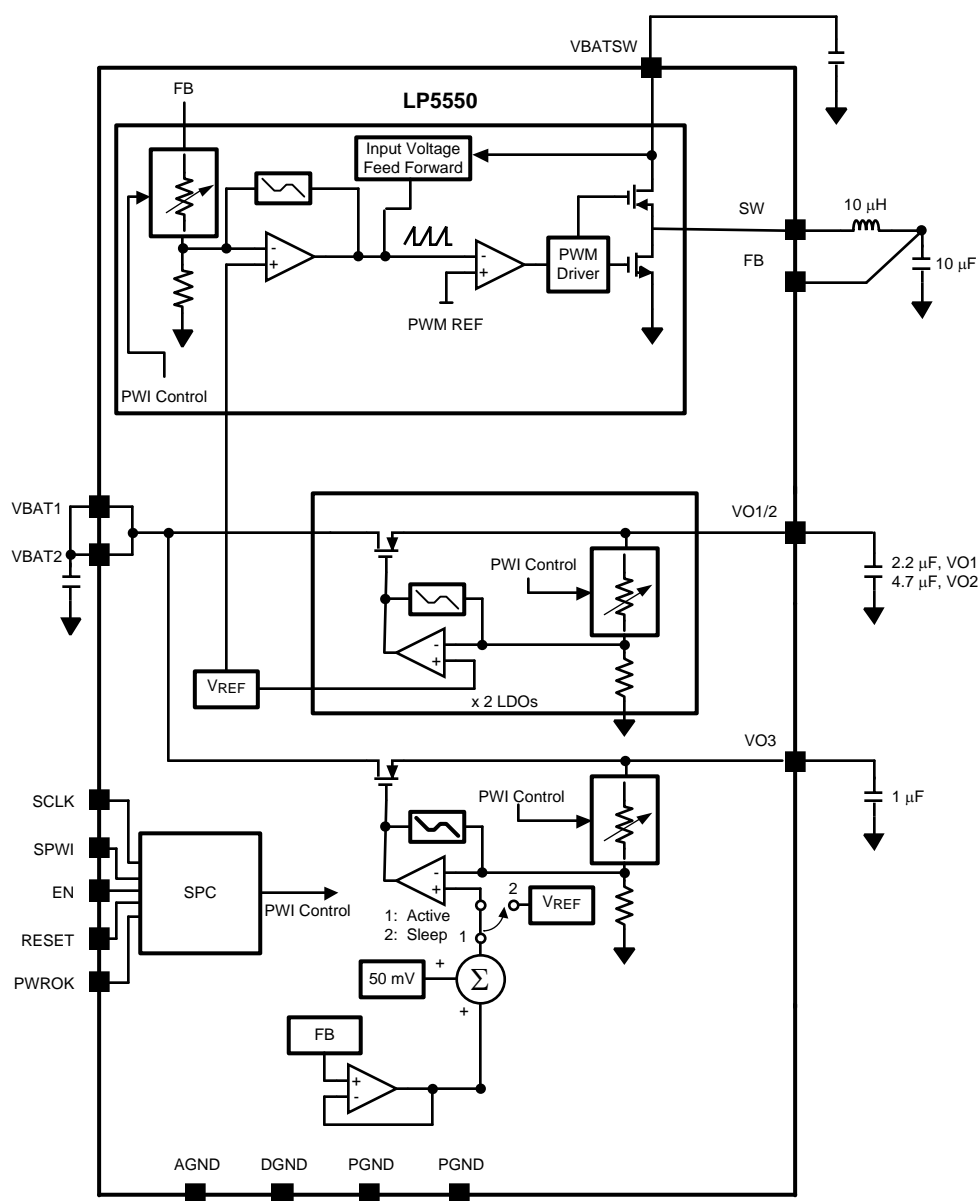 VBATSW
LP5550
FB
Input Voltage
Feed Forward
SW
10 μH
FB
10 μF
-
+
-
+
PWM
Driver
PWM REF
PWI Control
VBAT1
VBAT2
VO1/2
2.2 μF, VO1
4.7 μF, VO2
PWI Control
-
+
VREF
x 2 LDOs
VO3
1 μF
SCLK
SPWI
EN
RESET
PWROK
SPC
PWI Control
PWI Control
-
+
2
VREF
1: Active
2: Sleep
1
50 mV
+
Σ
+
FB
+
-
AGND
DGND
PGND
PGND